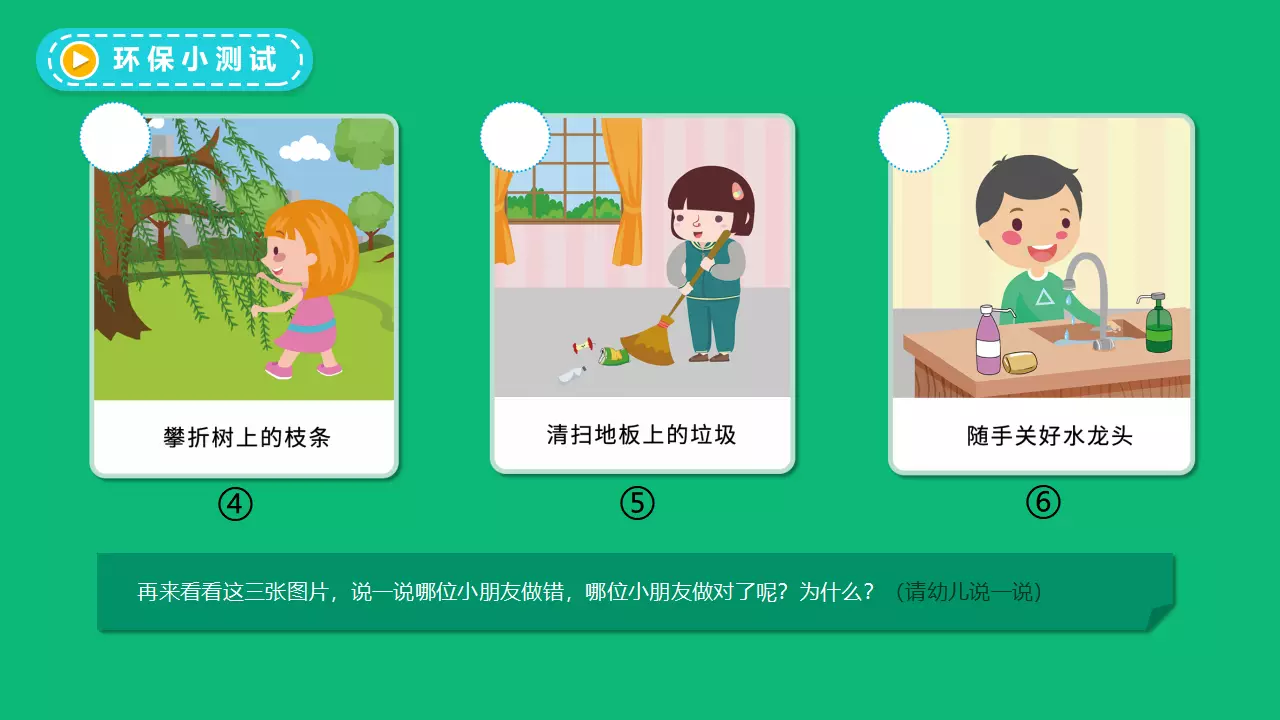 环保小测试
攀折树上的枝条
清扫地板上的垃圾
随手关好水龙头
④
⑤
⑥
再来看看这三张图片，说一说哪位小朋友做错，哪位小朋友做对了呢？为什么？（请幼儿说一说）